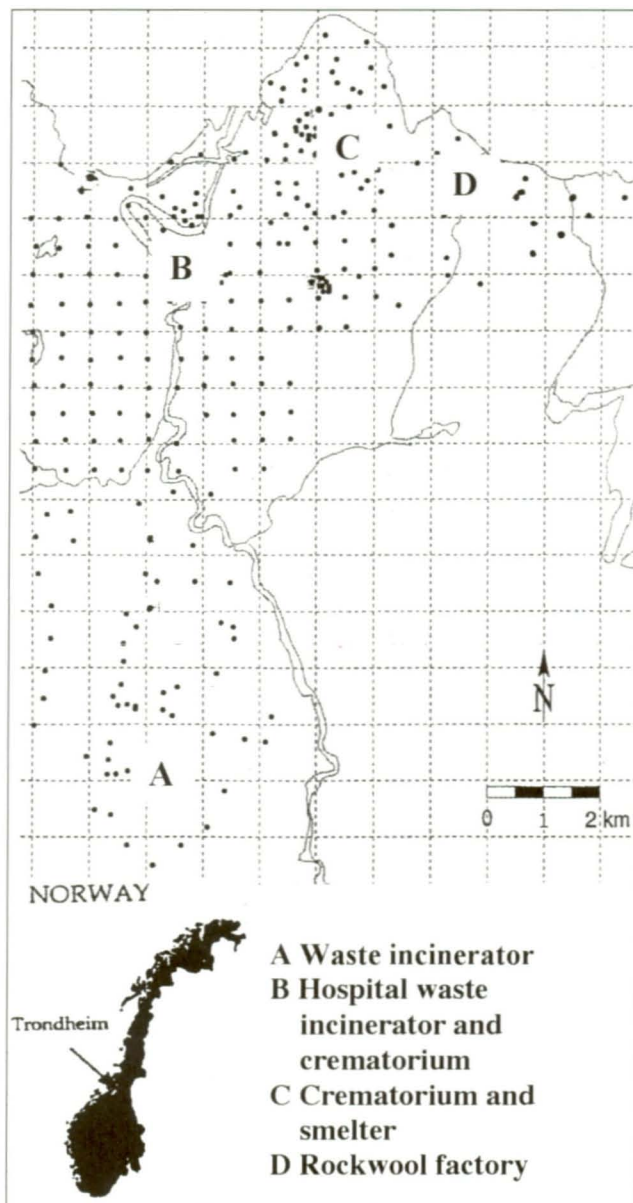 C
D
B
N
A
0 1 2 km
NORWAY
Trondheim
A Waste incinerator
B Hospital waste
incinerator and
crematorium
C Crematorium and
smelter
D Rockwool factory